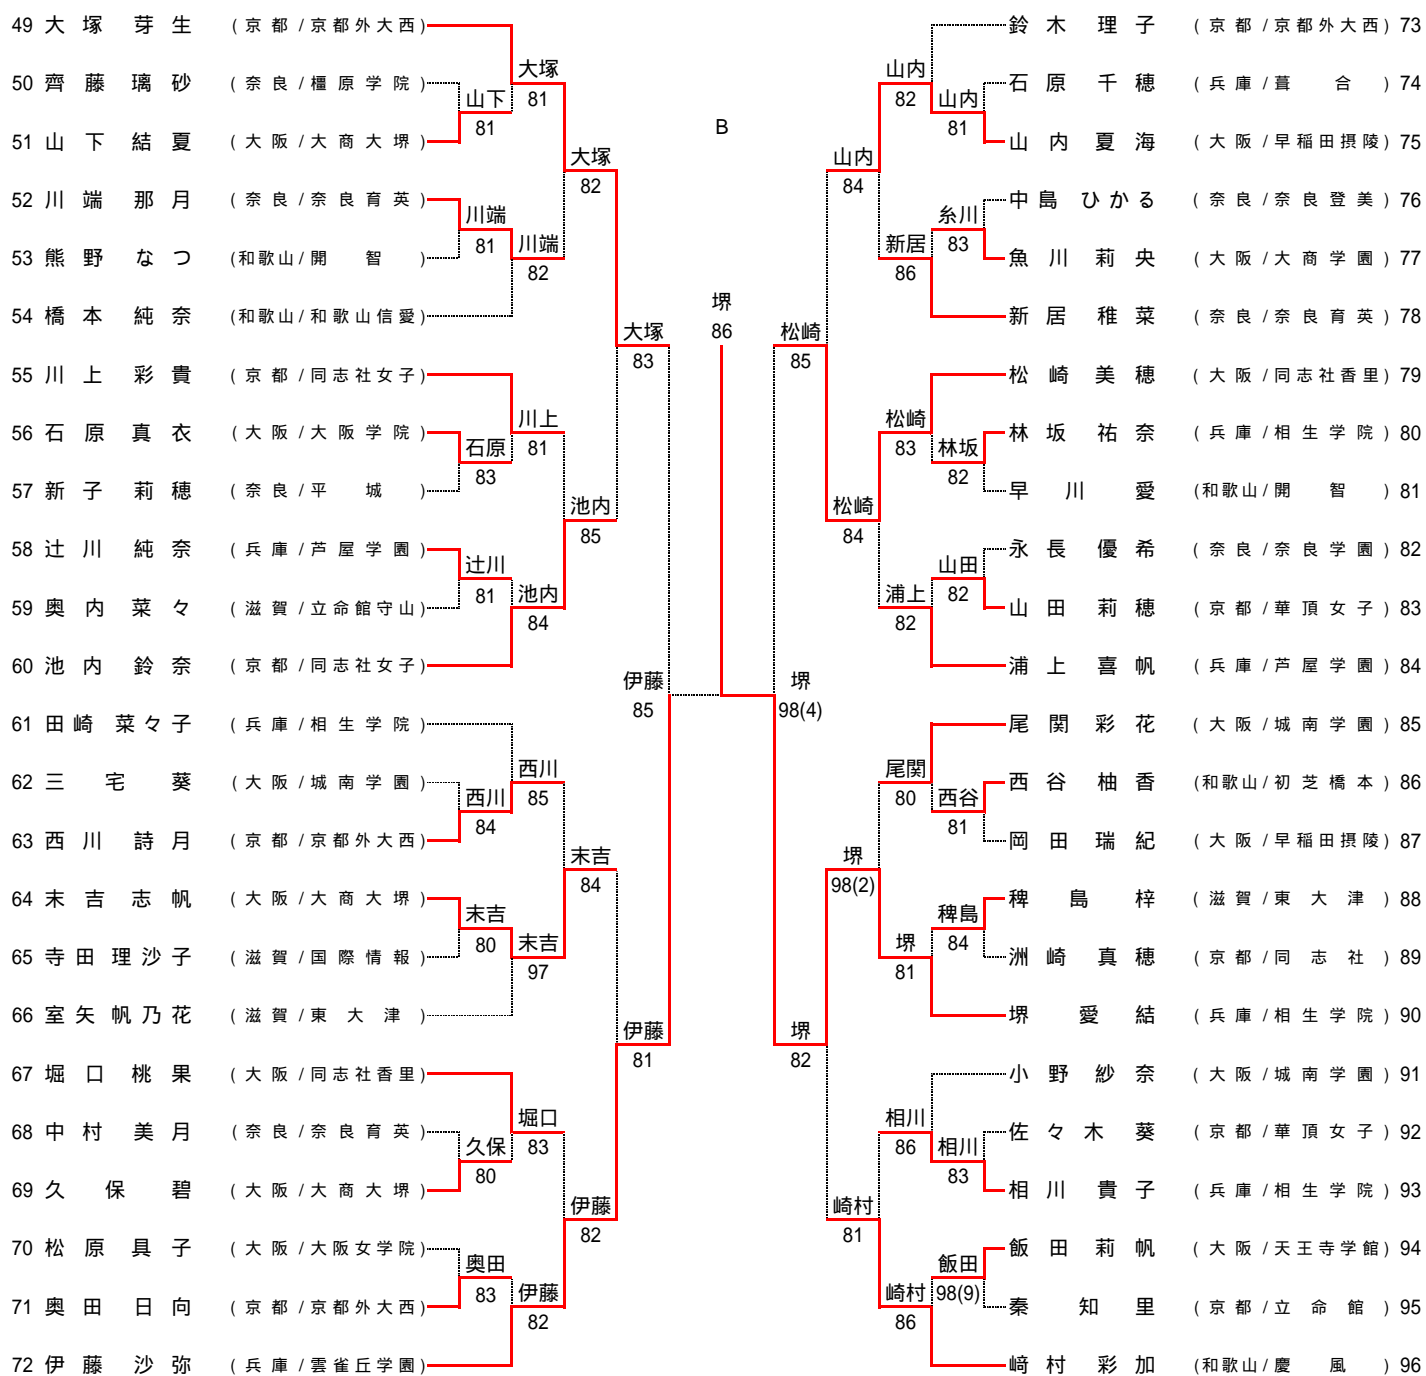 49 大塚 芽生 (京都/京都外大西)
50 齊藤 璃砂 (奈良/橿原学院)
51 山下 結夏 (大阪/大商大堺)
52 川端 那月 (奈良/奈良育英)
53 熊野 なつ (和歌山/開智)
54 橋本 純奈 (和歌山/和歌山信愛)
55 川上 彩貴 (京都/同志社女子)
56 石原 真衣 (大阪/大阪学院)
57 新子 莉穂 (奈良/平城)
58 辻川 純奈 (兵庫/芦屋学園)
59 奥内 菜々 (滋賀/立命館守山)
60 池内 鈴奈 (京都/同志社女子)
61 田崎 菜々子 (兵庫/相生学院)
62 三宅 葵 (大阪/城南学園)
63 西川 詩月 (京都/京都外大西)
64 末吉 志帆 (大阪/大商大堺)
65 寺田 理沙子 (滋賀/国際情報)
66 室矢 帆乃花 (滋賀/東大津)
67 堀口 桃果 (大阪/同志社香里)
68 中村 美月 (奈良/奈良育英)
69 久保 碧 (大阪/大商大堺)
70 松原 具子 (大阪/大阪女学院)
71 奥田 日向 (京都/京都外大西)
72 伊藤 沙弥 (兵庫/雲雀丘学園)
山下
81
川端
81
石原
83
辻川
81
西川
84
末吉
80
久保
80
奥田
83
大塚
81
川端
82
川上
81
池内
84
西川
85
末吉
97
堀口
83
伊藤
82
大塚
82
池内
85
末吉
84
伊藤
82
大塚
83
伊藤
81
伊藤
85
B
堺
86
堺
98(4)
松崎
85
堺
82
山内
84
松崎
84
堺
98(2)
崎村
81
山内
82
新居
86
松崎
83
浦上
82
尾関
80
堺
81
相川
86
崎村
86
山内
81
糸川
83
林坂
82
山田
82
西谷
81
稗島
84
相川
83
飯田
98(9)
鈴木 理子 (京都/京都外大西) 73
石原 千穂 (兵庫/葺合) 74
山内 夏海 (大阪/早稲田摂陵) 75
中島 ひかる (奈良/奈良登美) 76
魚川 莉央 (大阪/大商学園) 77
新居 稚菜 (奈良/奈良育英) 78
松崎 美穂 (大阪/同志社香里) 79
林坂 祐奈 (兵庫/相生学院) 80
早川 愛 (和歌山/開智) 81
永長 優希 (奈良/奈良学園) 82
山田 莉穂 (京都/華頂女子) 83
浦上 喜帆 (兵庫/芦屋学園) 84
尾関 彩花 (大阪/城南学園) 85
西谷 柚香 (和歌山/初芝橋本) 86
岡田 瑞紀 (大阪/早稲田摂陵) 87
稗島 梓 (滋賀/東大津) 88
洲崎 真穂 (京都/同志社) 89
堺 愛結 (兵庫/相生学院) 90
小野 紗奈 (大阪/城南学園) 91
佐々木 葵 (京都/華頂女子) 92
相川 貴子 (兵庫/相生学院) 93
飯田 莉帆 (大阪/天王寺学館) 94
秦 知里 (京都/立命館) 95
﨑村 彩加 (和歌山/慶風) 96